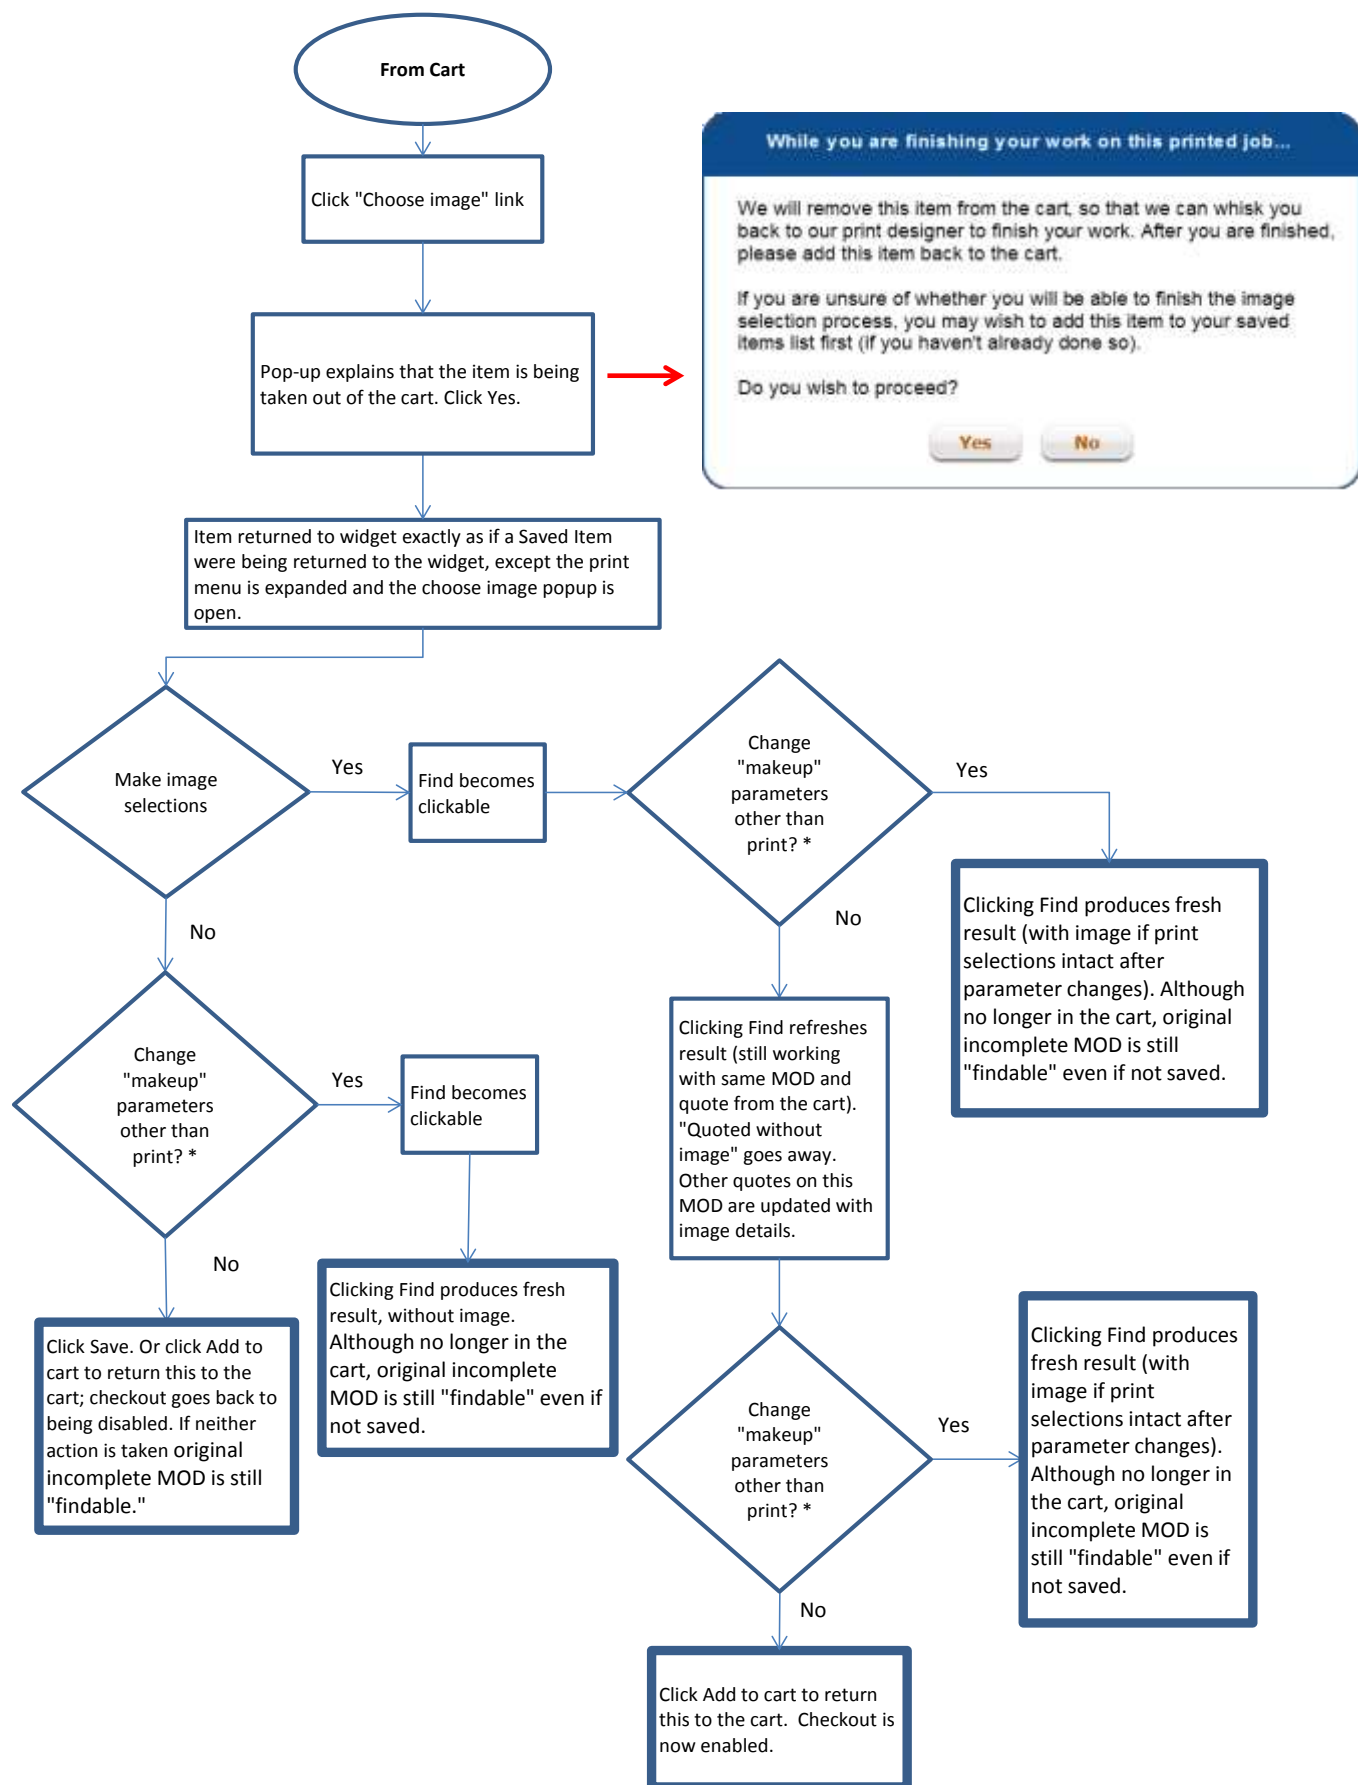 From Cart
Click "Choose image" link
Pop-up explains that the item is being
taken out of the cart. Click Yes.
While you are finishing your work on this printed job...
We will remove this item from the cart, so that we can whisk you
back to our print designer to finish your work. After you are finished,
please add this item back to the cart.
If you are unsure of whether you will be able to finish the image
selection process, you may wish to add this item to your saved
items list first (if you haven't already done so).
Do you wish to proceed?
Yes
No
Item returned to widget exactly as if a Saved Item
were being returned to the widget, except the print
menu is expanded and the choose image popup is
open.
Make image
selections
Yes
Find becomes
clickable
Change
"makeup"
parameters
other than
print? *
Yes
Clicking Find produces fresh
result (with image if print
selections intact after
parameter changes). Although
no longer in the cart, original
incomplete MOD is still
"findable" even if not saved.
No
No
Clicking Find refreshes
result (still working
with same MOD and
quote from the cart).
"Quoted without
image" goes away.
Other quotes on this
MOD are updated with
image details.
Change
"makeup"
parameters
other than
print? *
Yes
Find becomes
clickable
No
Clicking Find produces fresh
result, without image.
Although no longer in the
cart, original incomplete
MOD is still "findable" even if
not saved.
Click Save. Or click Add to
cart to return this to the
cart; checkout goes back to
being disabled. If neither
action is taken original
incomplete MOD is still
"findable."
Change
"makeup"
parameters
other than
print? *
Yes
Clicking Find produces
fresh result (with
image if print
selections intact after
parameter changes).
Although no longer in
the cart, original
incomplete MOD is
still "findable" even if
not saved.
No
Click Add to cart to return
this to the cart.  Checkout is
now enabled.